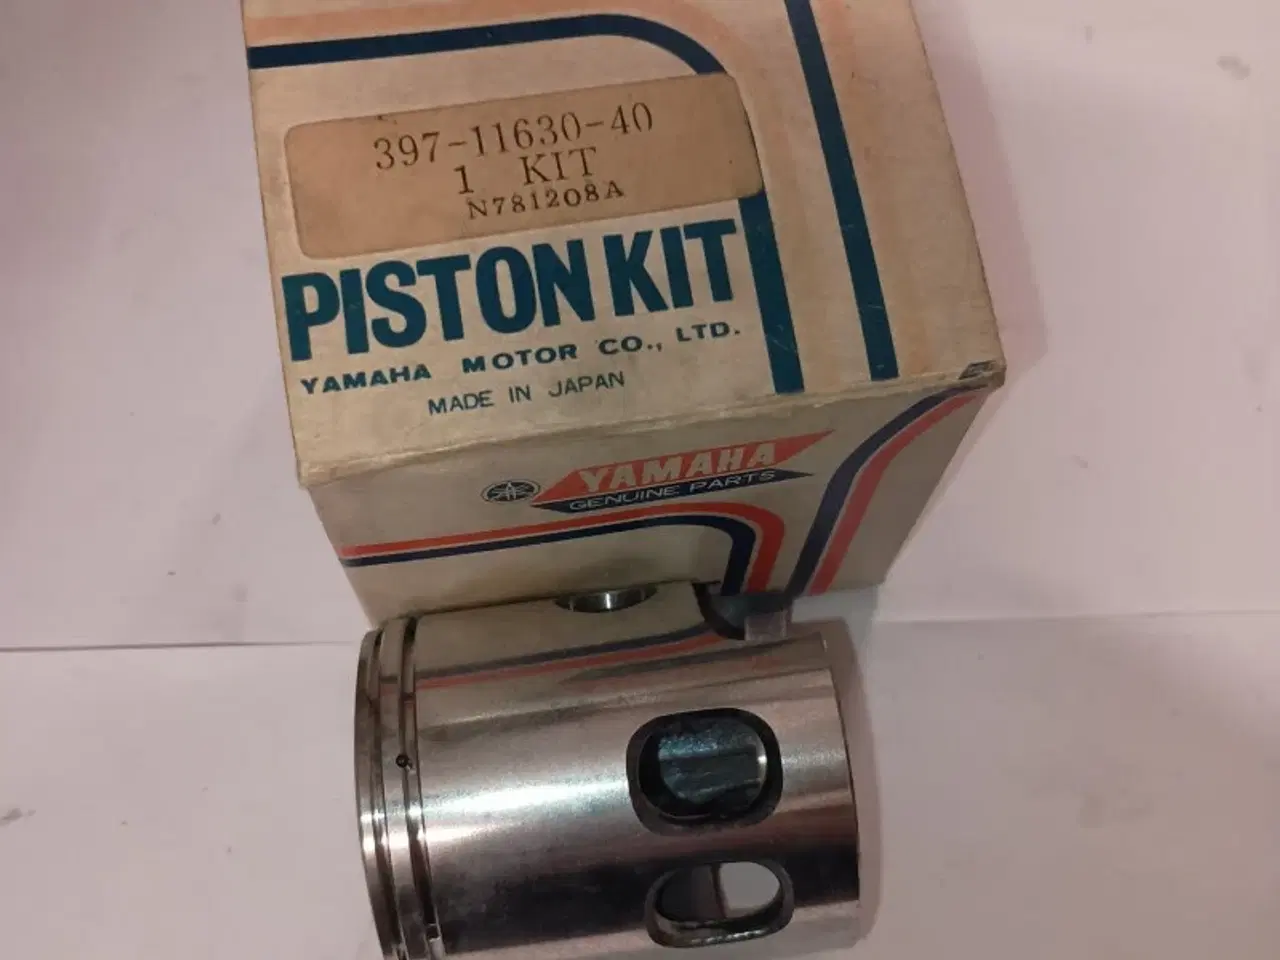 397-11630-40
1 KIT
N781208A
PISTON KIT
YAMAHA MOTOR CO., LTD.
MADE IN JAPAN
YAMAHA
GENUINE PARTS